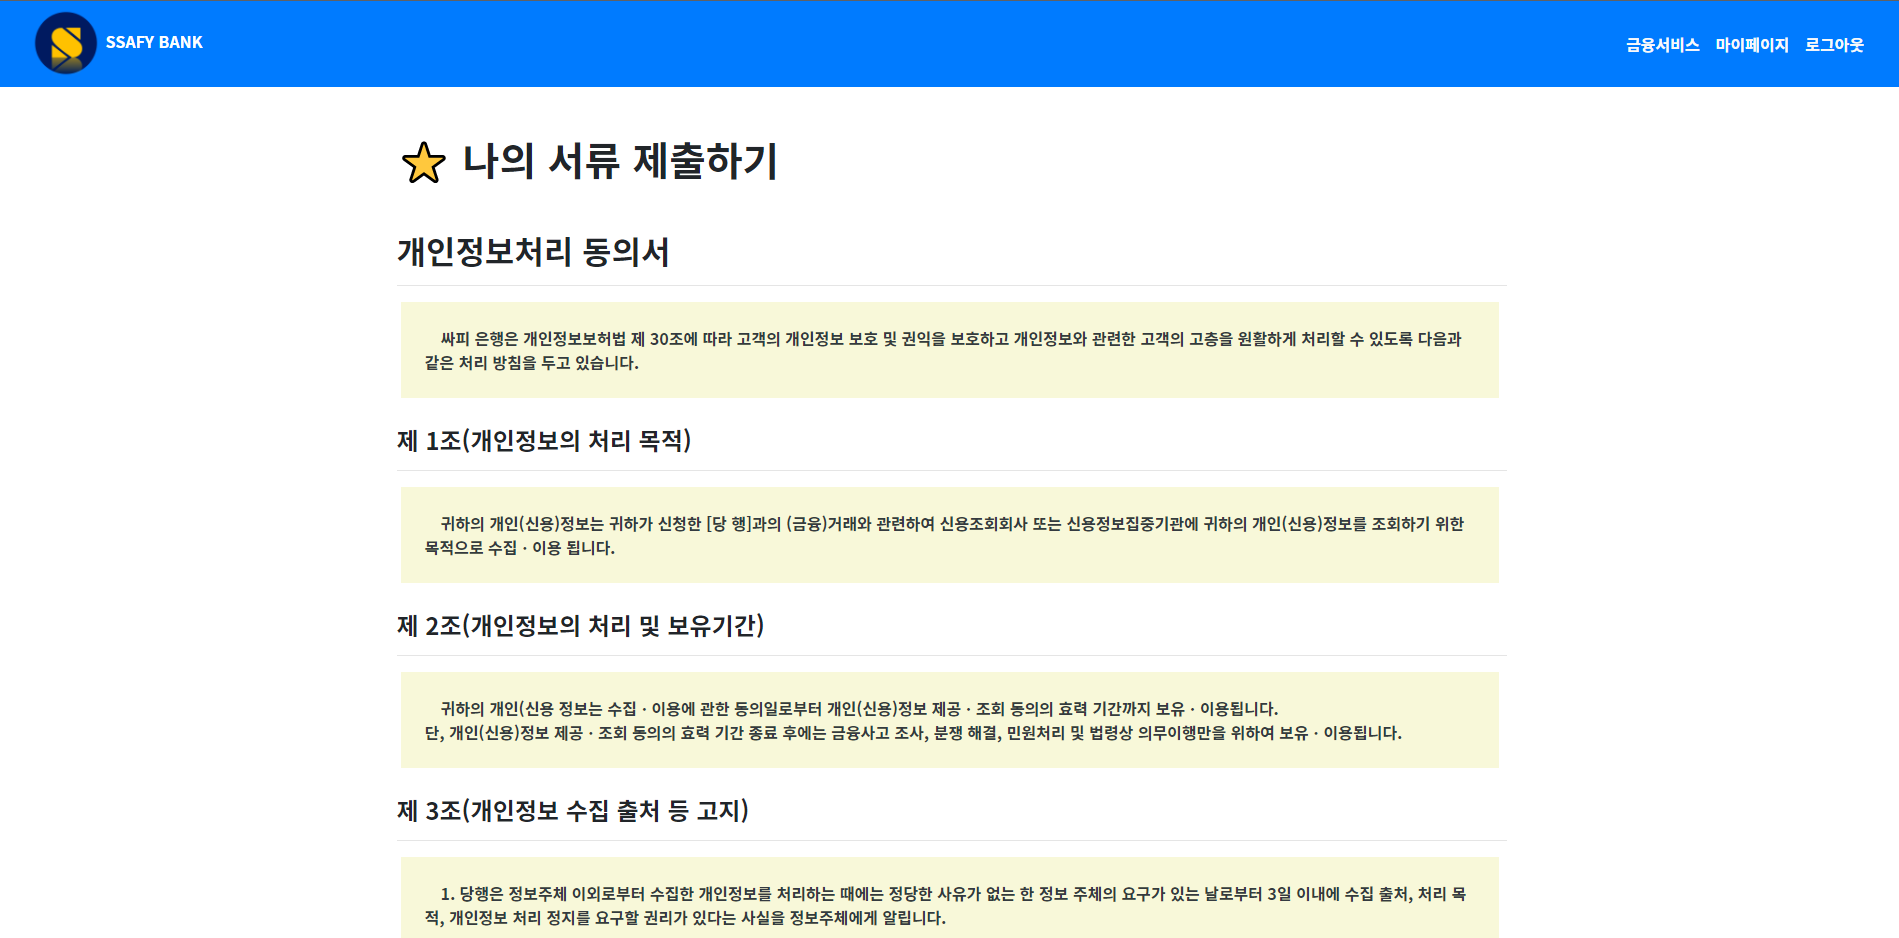 SSAFY BANK
금융서비스 마이페이지 로그아웃
나의 서류 제출하기
개인정보처리 동의서
싸피 은행은 개인정보보허법 제 30조에 따라 고객의 개인정보 보호 및 권익을 보호하고 개인정보와 관련한 고객의 고충을 원활하게 처리할 수 있도록 다음과
같은 처리 방침을 두고 있습니다.
제 1조(개인정보의 처리 목적)
귀하의 개인(신용)정보는 귀하가 신청한 [당 행]과의 (금융)거래와 관련하여 신용조회회사 또는 신용정보집중기관에 귀하의 개인(신용)정보를 조회하기 위한
목적으로 수집 · 이용 됩니다.
제 2조(개인정보의 처리 및 보유기간)
귀하의 개인(신용 정보는 수집 · 이용에 관한 동의일로부터 개인(신용)정보 제공 · 조회 동의의 효력 기간까지 보유 · 이용됩니다.
단, 개인(신용)정보 제공 · 조회 동의의 효력 기간 종료 후에는 금융사고 조사, 분쟁 해결, 민원처리 및 법령상 의무이행만을 위하여 보유 · 이용됩니다.
제 3조(개인정보 수집 출처 등 고지)
1. 당행은 정보주체 이외로부터 수집한 개인정보를 처리하는 때에는 정당한 사유가 없는 한 정보 주체의 요구가 있는 날로부터 3일 이내에 수집 출처, 처리 목
적, 개인정보 처리 정지를 요구할 권리가 있다는 사실을 정보주체에게 알립니다.